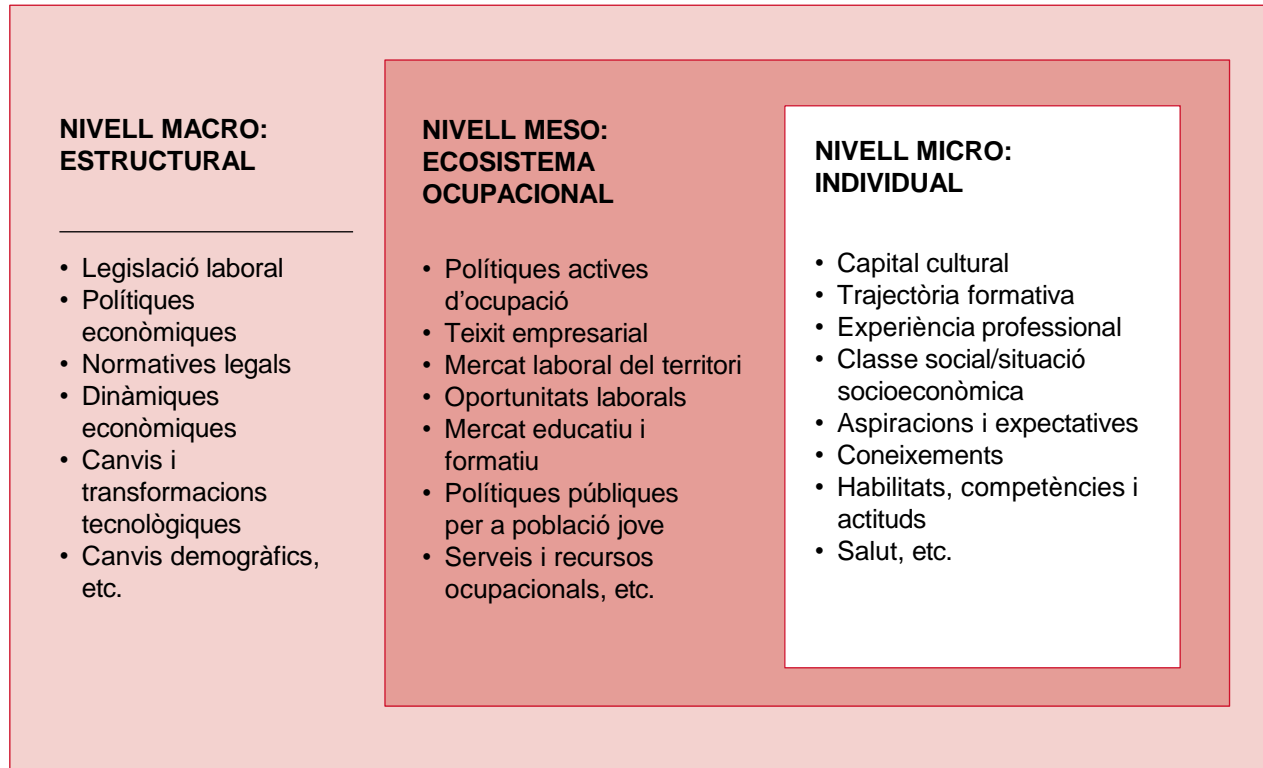 NIVELL MACRO:
ESTRUCTURAL
• Legislació laboral
• Polítiques
econòmiques
• Normatives legals
• Dinàmiques
econòmiques
• Canvis i
transformacions
tecnològiques
• Canvis demogràfics,
etc.
NIVELL MESO:
ECOSISTEMA
OCUPACIONAL
• Polítiques actives
d’ocupació
• Teixit empresarial
• Mercat laboral del territori
• Oportunitats laborals
• Mercat educatiu i
formatiu
• Polítiques públiques
per a població jove
• Serveis i recursos
ocupacionals, etc.
NIVELL MICRO:
INDIVIDUAL
• Capital cultural
• Trajectòria formativa
• Experiència professional
• Classe social/situació
socioeconòmica
• Aspiracions i expectatives
• Coneixements
• Habilitats, competències i
actituds
• Salut, etc.